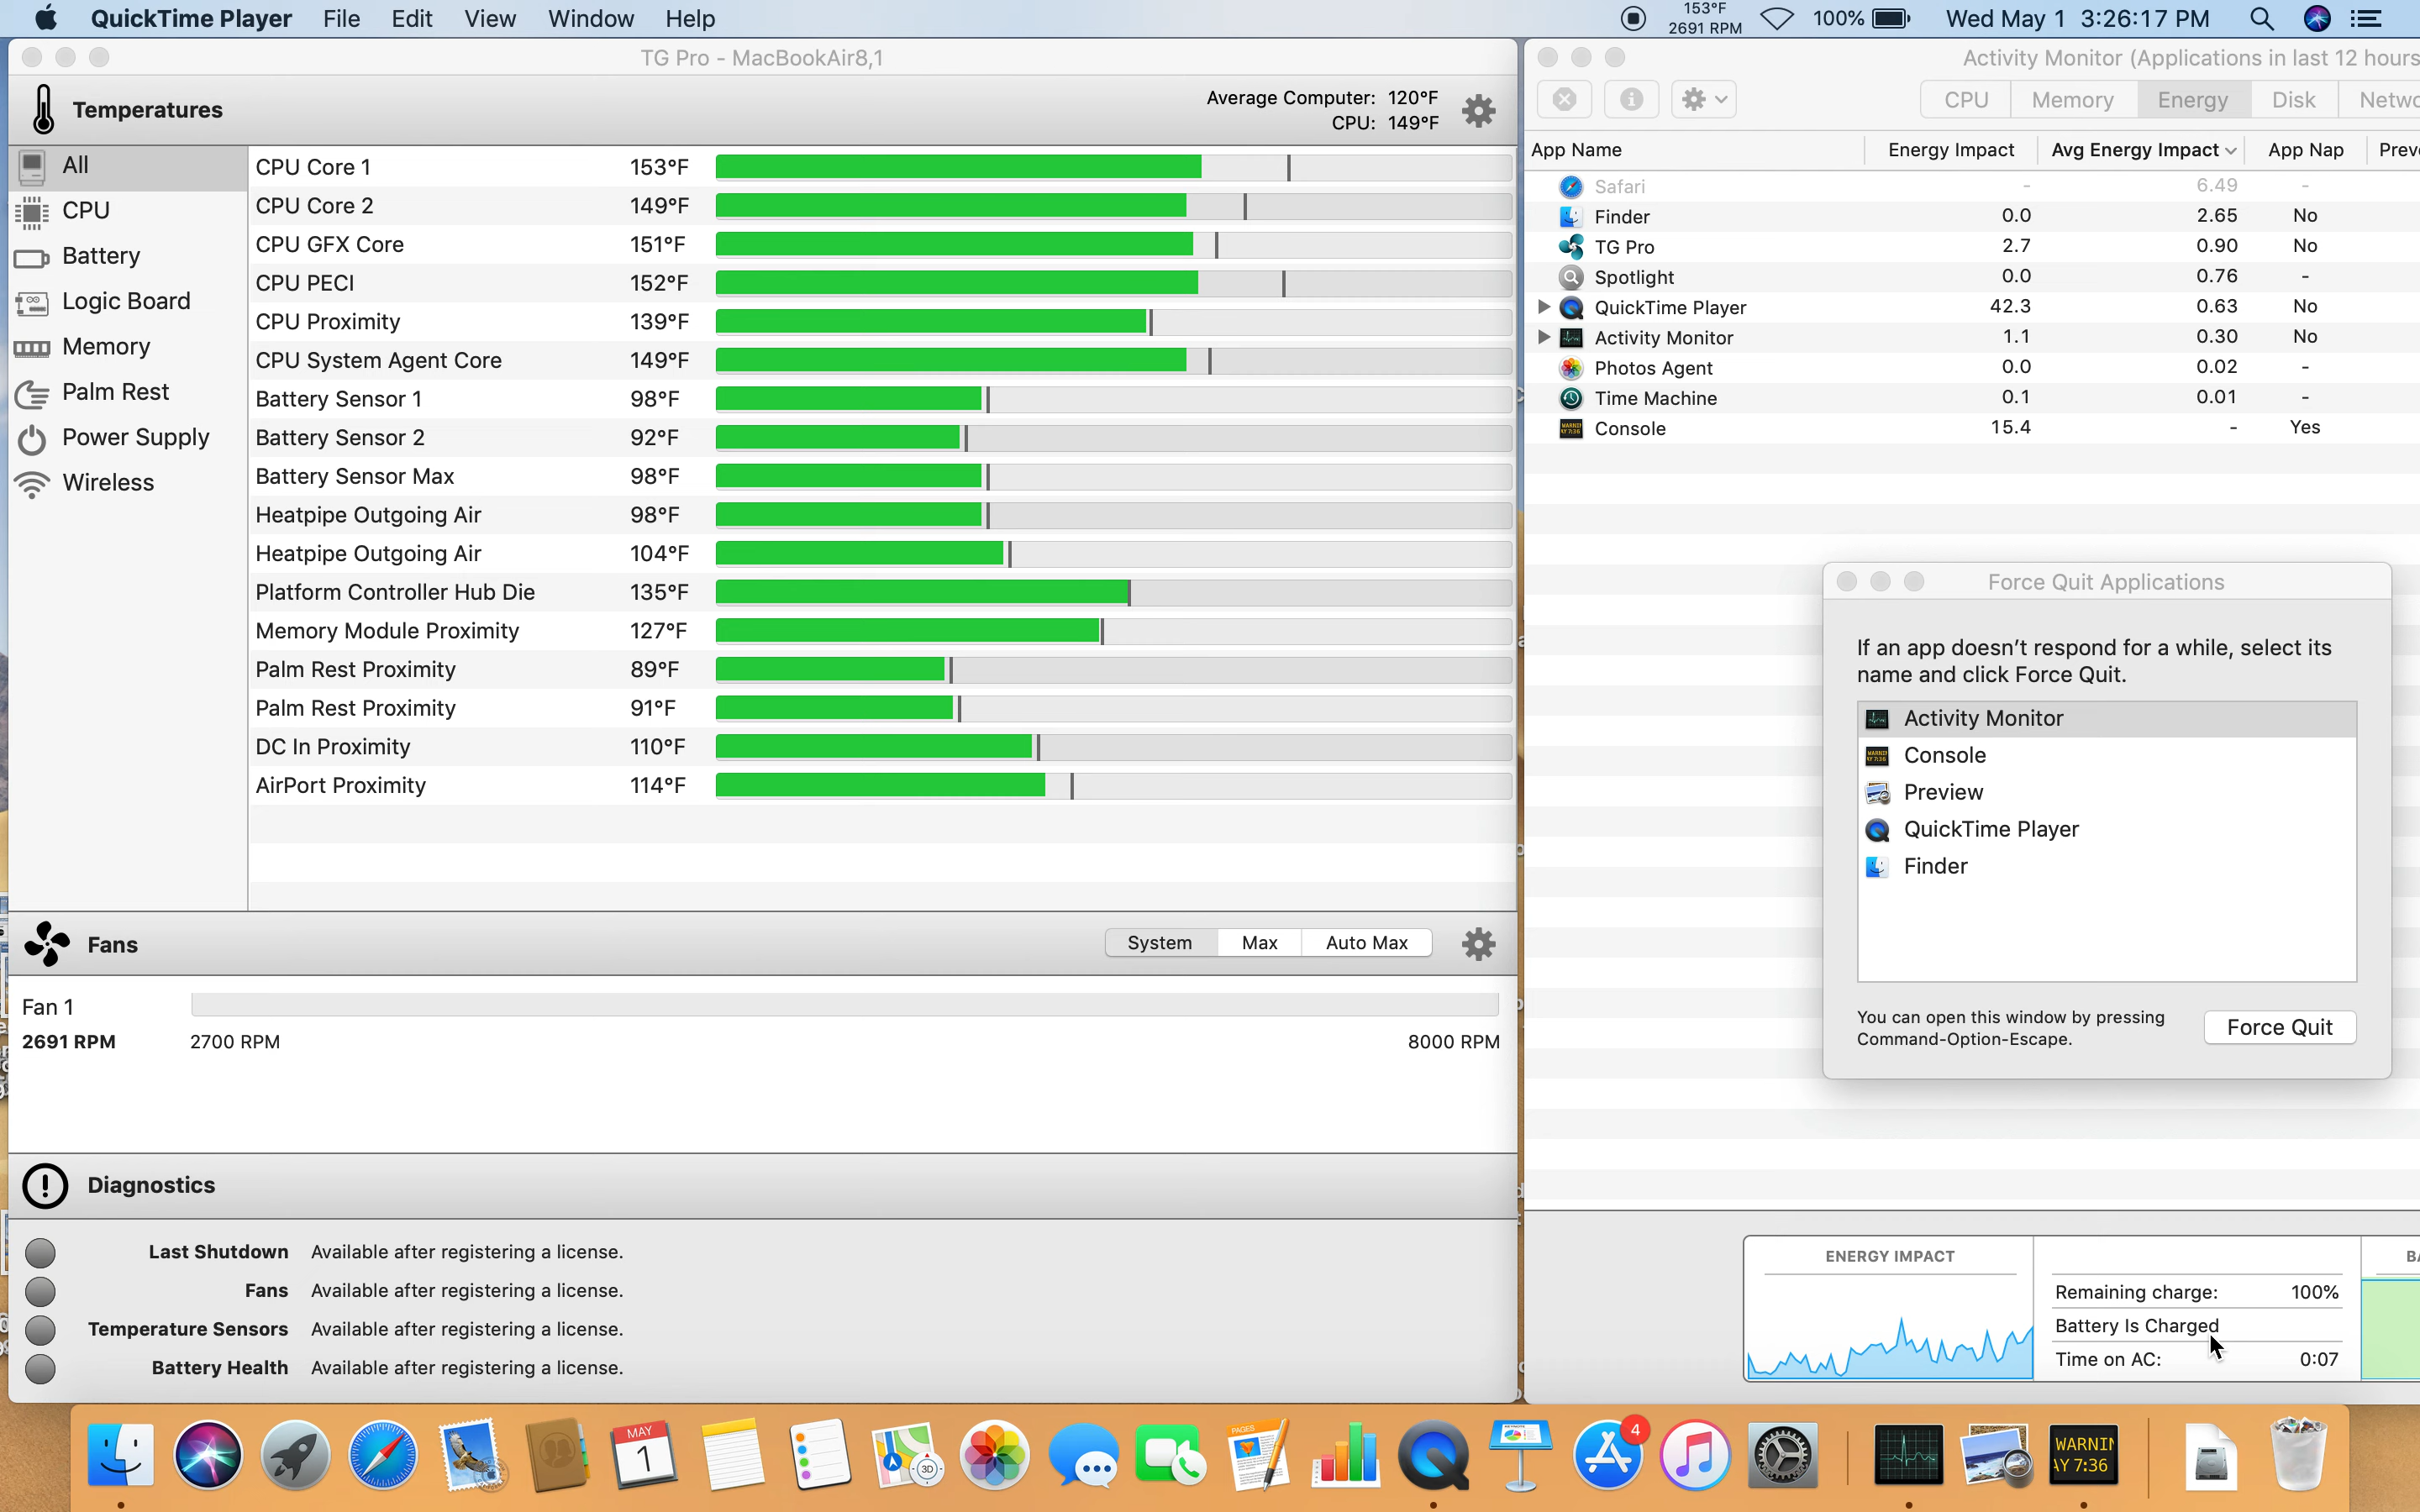 QuickTime Player File Edit View Window Help
153°F
2691 RPM
100%
Wed May 1 3:26:17 PM
TG Pro - MacBookAir8,1
Temperatures
Average Computer: 120°F
CPU: 149°F
All
CPU
Battery
Logic Board
Memory
Palm Rest
Power Supply
Wireless
CPU Core 1 153°F
CPU Core 2 149°F
CPU GFX Core 151°F
CPU PECI 152°F
CPU Proximity 139°F
CPU System Agent Core 149°F
Battery Sensor 1 98°F
Battery Sensor 2 92°F
Battery Sensor Max 98°F
Heatpipe Outgoing Air 98°F
Heatpipe Outgoing Air 104°F
Platform Controller Hub Die 135°F
Memory Module Proximity 127°F
Palm Rest Proximity 89°F
Palm Rest Proximity 91°F
DC In Proximity 110°F
AirPort Proximity 114°F
Fans
System Max Auto Max
Fan 1
2691 RPM 2700 RPM 8000 RPM
Diagnostics
Last Shutdown Available after registering a license.
Fans Available after registering a license.
Temperature Sensors Available after registering a license.
Battery Health Available after registering a license.
Activity Monitor (Applications in last 12 hours
CPU Memory Energy Disk Netwo
App Name Energy Impact Avg Energy Impact App Nap Preve
Safari - 6.49 -
Finder 0.0 2.65 No
TG Pro 2.7 0.90 No
Spotlight 0.0 0.76 -
QuickTime Player 42.3 0.63 No
Activity Monitor 1.1 0.30 No
Photos Agent 0.0 0.02 -
Time Machine 0.1 0.01 -
Console 15.4 - Yes
Force Quit Applications
If an app doesn't respond for a while, select its
name and click Force Quit.
Activity Monitor
Console
Preview
QuickTime Player
Finder
You can open this window by pressing
Command-Option-Escape.
Force Quit
ENERGY IMPACT
Remaining charge: 100%
Battery Is Charged
Time on AC: 0:07
BA
MAY
1
3D
PAGES
4
WARNIN
AY 7:36